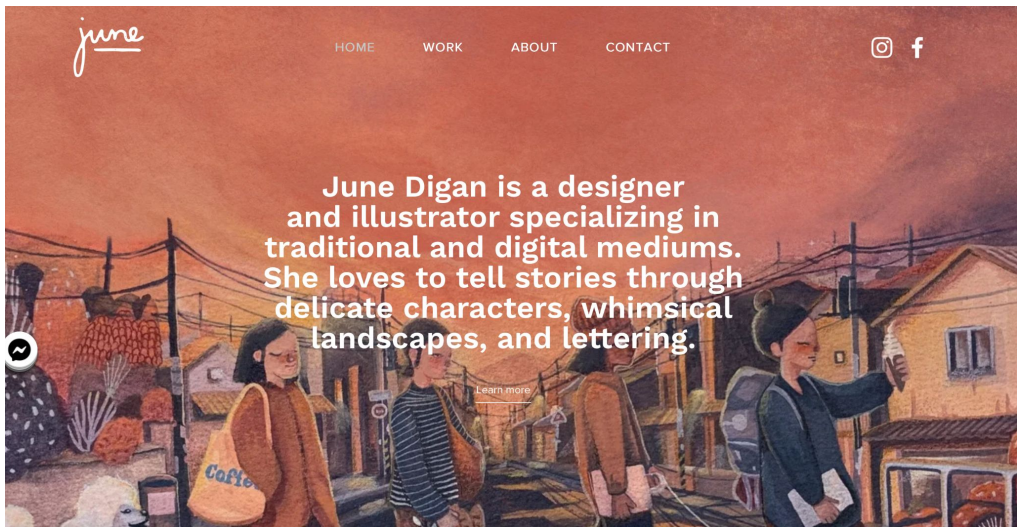 june
HOME WORK ABOUT CONTACT
June Digan is a designer
and illustrator specializing in
traditional and digital mediums.
She loves to tell stories through
delicate characters, whimsical
landscapes, and lettering.
Learn more
Coffee